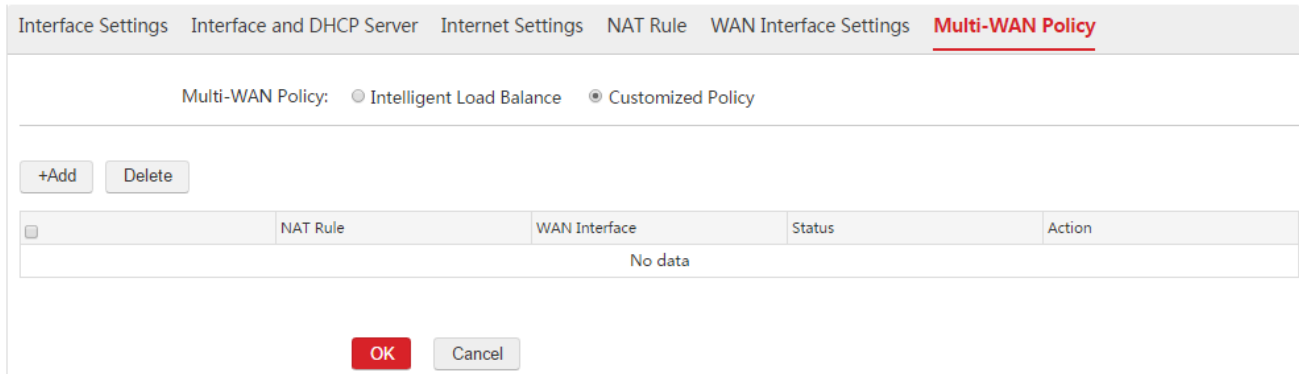 Interface Settings Interface and DHCP Server Internet Settings NAT Rule WAN Interface Settings Multi-WAN Policy
Multi-WAN Policy: Intelligent Load Balance Customized Policy
+Add Delete
NAT Rule WAN Interface Status Action
No data
OK Cancel